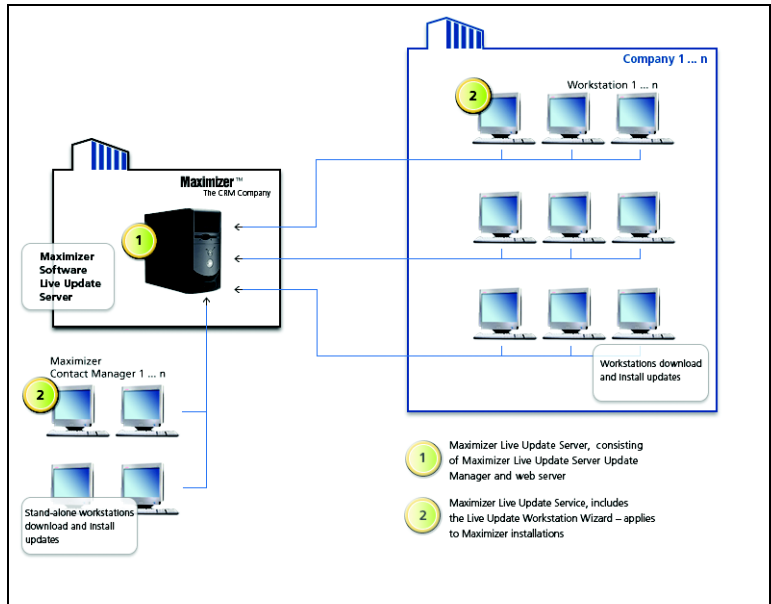 Company 1 ... n
Workstation 1 ... n
2
Maximizer™
The CRM Company
1
Maximizer
Software
Live Update
Server
Workstations download
and install updates
Maximizer
Contact Manager 1 ... n
2
Stand-alone workstations
download and install
updates
1
Maximizer Live Update Server, consisting
of Maximizer Live Update Server Update
Manager and web server
2
Maximizer Live Update Service, includes
the Live Update Workstation Wizard – applies
to Maximizer installations